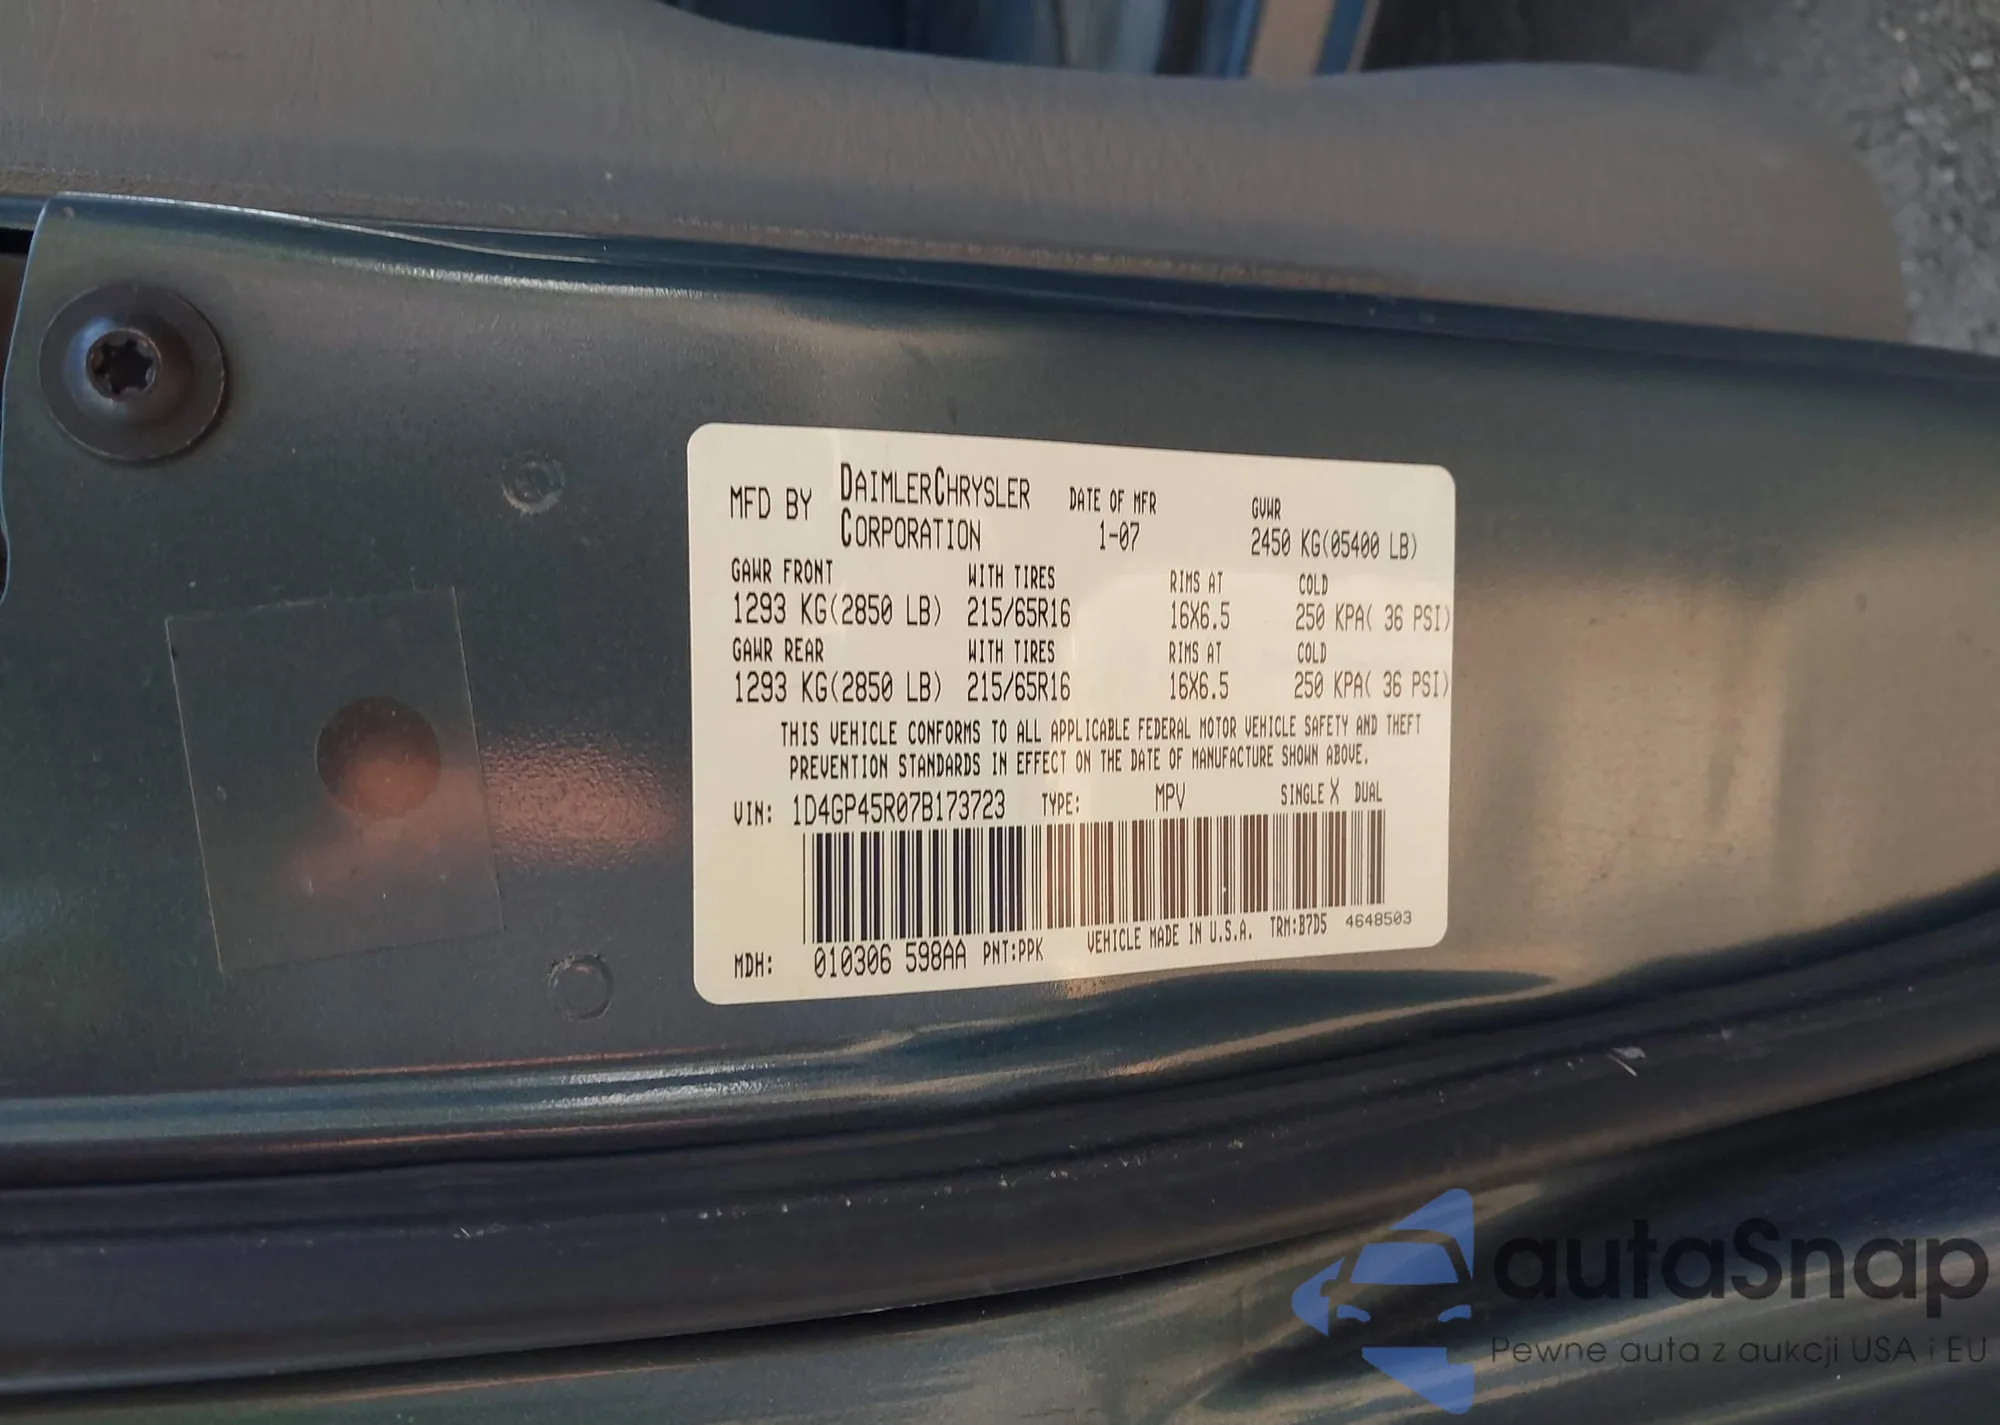 MFD BY DAIMLERCHRYSLER CORPORATION DATE OF MFR 1-07 GVWR 2450 KG(05400 LB)
GAWR FRONT WITH TIRES RIMS AT COLD
1293 KG(2850 LB) 215/65R16 16X6.5 250 KPA( 36 PSI)
GAWR REAR WITH TIRES RIMS AT COLD
1293 KG(2850 LB) 215/65R16 16X6.5 250 KPA( 36 PSI)
THIS VEHICLE CONFORMS TO ALL APPLICABLE FEDERAL MOTOR VEHICLE SAFETY AND THEFT
PREVENTION STANDARDS IN EFFECT ON THE DATE OF MANUFACTURE SHOWN ABOVE.
VIN: 1D4GP45R07B173723 TYPE: MPV SINGLE X DUAL
MDH: 010306 598AA PNT:PPK VEHICLE MADE IN U.S.A. TRM:B7D5 4648503
autaSnap
Pewne auta z aukcji USA i EU